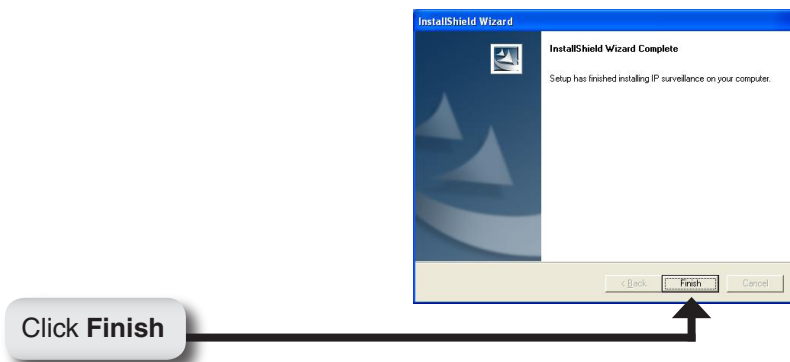 InstallShield Wizard
InstallShield Wizard Complete
Setup has finished installing IP surveillance on your computer.
< Back
Finish
Cancel
Click Finish